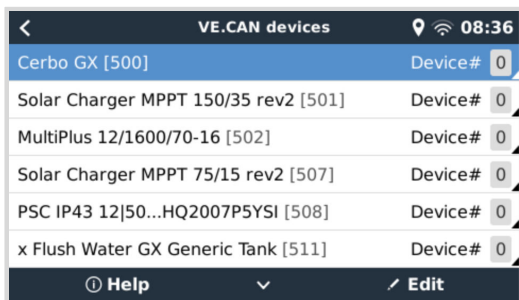 VE.CAN devices 08:36
Cerbo GX [500] Device# 0
Solar Charger MPPT 150/35 rev2 [501] Device# 0
MultiPlus 12/1600/70-16 [502] Device# 0
Solar Charger MPPT 75/15 rev2 [507] Device# 0
PSC IP43 12|50...HQ2007P5YSI [508] Device# 0
x Flush Water GX Generic Tank [511] Device# 0
Help Edit